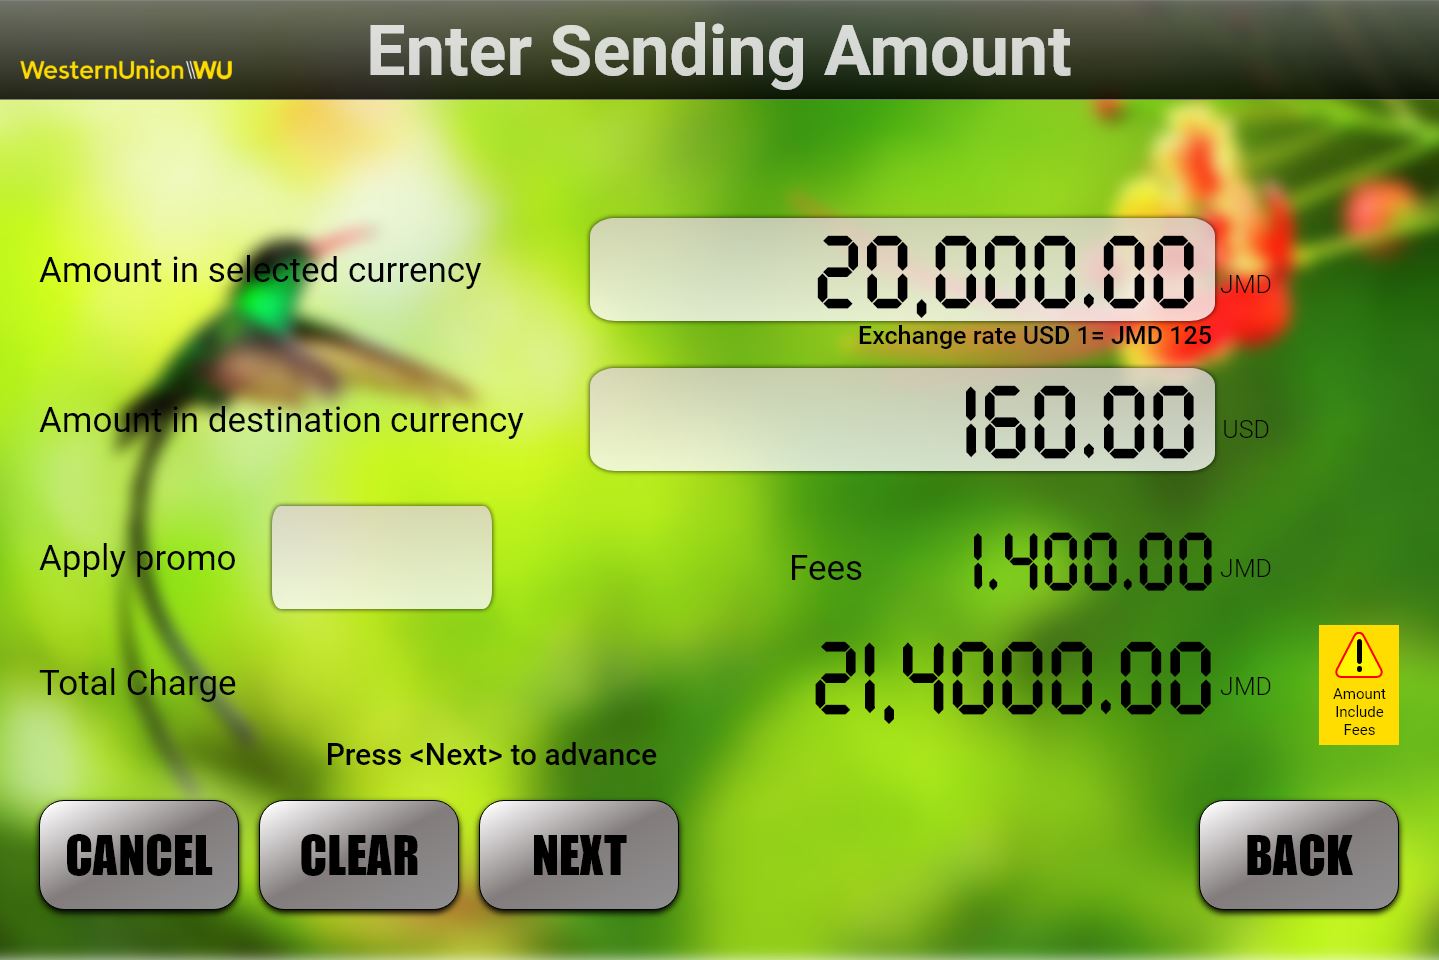 Enter Sending Amount
WesternUnion\\WU
Amount in selected currency 20,000.00 JMD
Exchange rate USD 1= JMD 125
Amount in destination currency 160.00 USD
Apply promo Fees 1.400.00 JMD
Total Charge 21,4000.00 JMD
Amount
Include
Fees
Press <Next> to advance
CANCEL CLEAR NEXT BACK